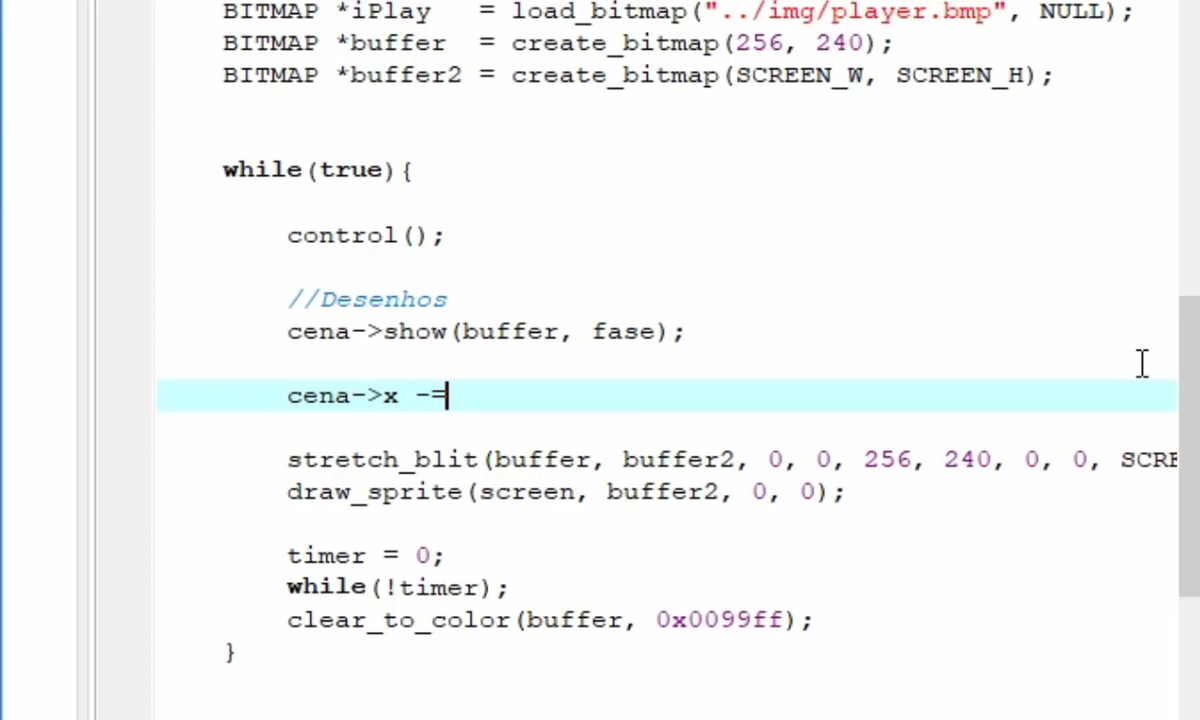 BITMAP *iPlay = load_bitmap("../img/player.bmp", NULL);
BITMAP *buffer = create_bitmap(256, 240);
BITMAP *buffer2 = create_bitmap(SCREEN_W, SCREEN_H);
while(true){
control();
//Desenhos
cena->show(buffer, fase);
cena->x -=
stretch_blit(buffer, buffer2, 0, 0, 256, 240, 0, 0, SCRE
draw_sprite(screen, buffer2, 0, 0);
timer = 0;
while(!timer);
clear_to_color(buffer, 0x0099ff);
}